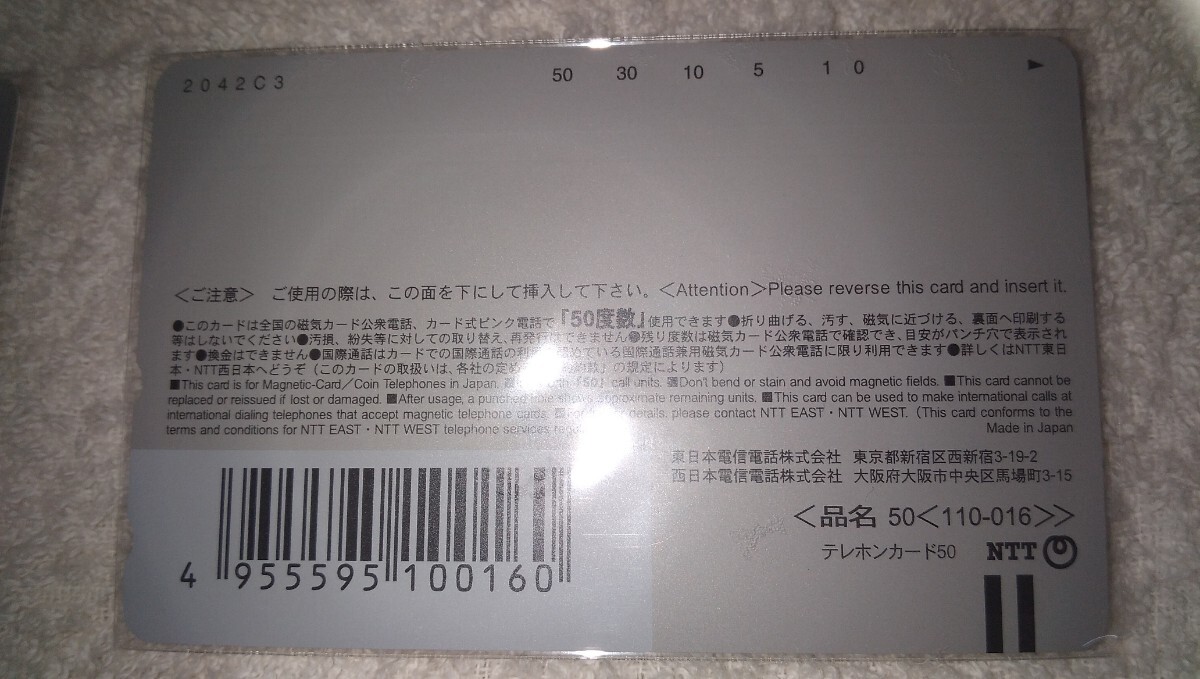 2042C3 50 30 10 5 1 0 ▶
＜ご注意＞ ご使用の際は、この面を下にして挿入して下さい。＜Attention＞Please reverse this card and insert it.
●このカードは全国の磁気カード公衆電話、カード式ピンク電話で「50度数」使用できます●折り曲げる、汚す、磁気に近づける、裏面へ印刷する
等はしないでください●汚損、紛失等に対しての取り替え、再発行はできません●残り度数は磁気カード公衆電話で確認でき、目安がパンチ穴で表示され
ます●換金はできません●国際通話はカードでの国際通話の利用を認めている国際通話兼用磁気カード公衆電話に限り利用できます●詳しくはNTT東日
本・NTT西日本へどうぞ（このカードの取扱いは、各社の定め 款」の規定によります）
■This card is for Magnetic-Card／Coin Telephones in Japan. 「50」 call units. ■Don't bend or stain and avoid magnetic fields. ■This card cannot be
replaced or reissued if lost or damaged. ■After usage, a punched hole shows approximate remaining units. ■This card can be used to make international calls at
international dialing telephones that accept magnetic telephone cards. ■For details, please contact NTT EAST・NTT WEST.（This card conforms to the
terms and conditions for NTT EAST・NTT WEST telephone services Made in Japan
東日本電信電話株式会社 東京都新宿区西新宿3-19-2
西日本電信電話株式会社 大阪府大阪市中央区馬場町3-15
＜品名 50＜110-016＞＞
テレホンカード50 NTT
4 955595 100160